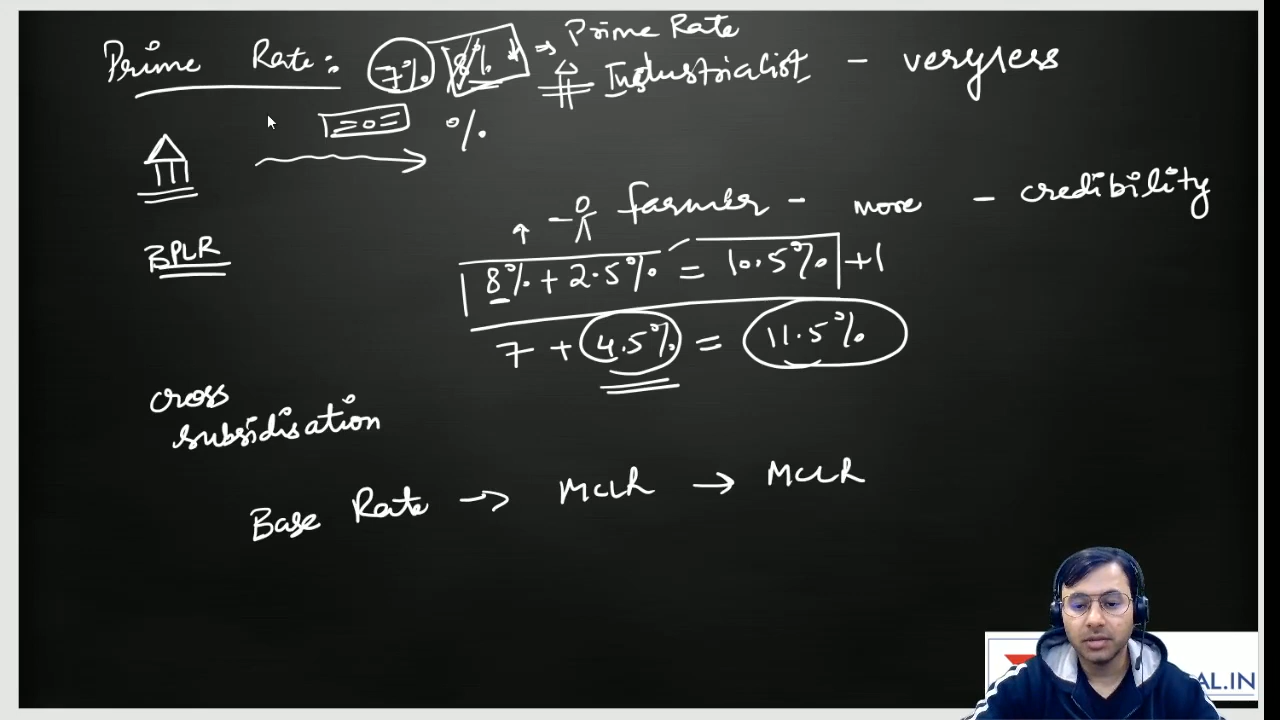 Prime Rate: 7% 8% ↓ ⇒ Prime Rate
Industrialist - veryless
=0= %
farmer - more - credibility
BPLR
8% + 2.5% = 10.5% +1
7 + 4.5% = 11.5%
cross
subsidisation
Base Rate → MCLR → MCLR
AL.IN